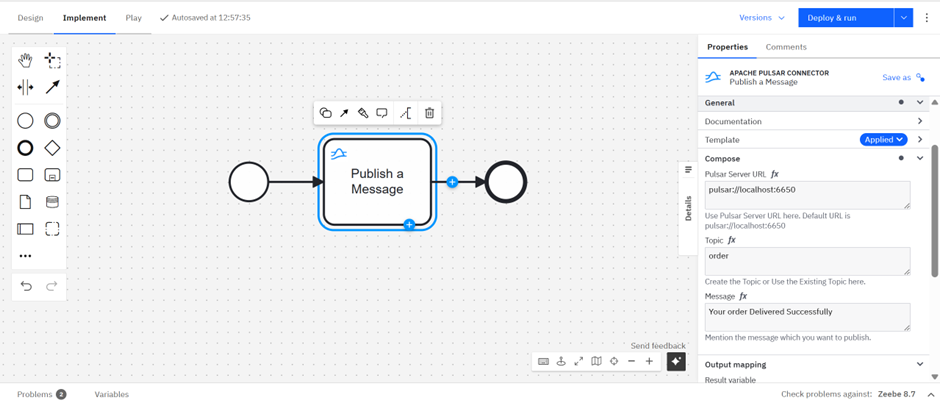 Design Implement Play Autosaved at 12:57:35 Versions Deploy & run
Properties Comments
APACHE PULSAR CONNECTOR
Publish a Message
Save as
General
Documentation
Template Applied
Compose
Pulsar Server URL fx
pulsar://localhost:6650
Use Pulsar Server URL here. Default URL is
pulsar://localhost:6650
Topic fx
order
Create the Topic or Use the Existing Topic here.
Message fx
Your order Delivered Successfully
Mention the message which you want to publish.
Output mapping
Result variable
Details
Publish a
Message
Send feedback
Problems 2 Variables Check problems against: Zeebe 8.7